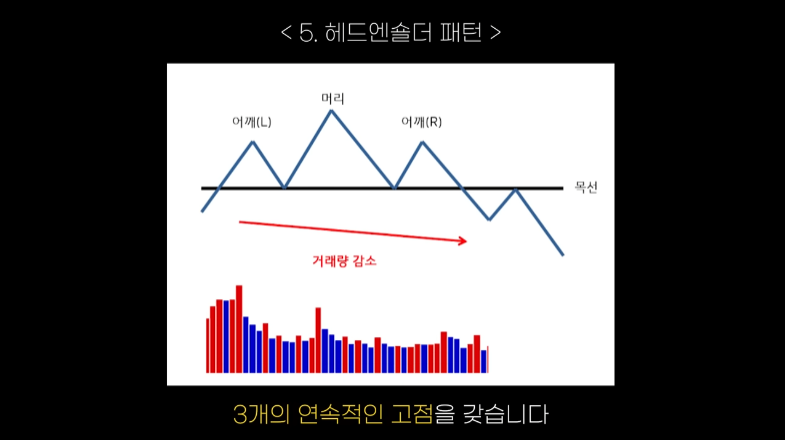 < 5. 헤드엔숄더 패턴 >
머리
어깨(L)
어깨(R)
목선
거래량 감소
3개의 연속적인 고점을 갖습니다